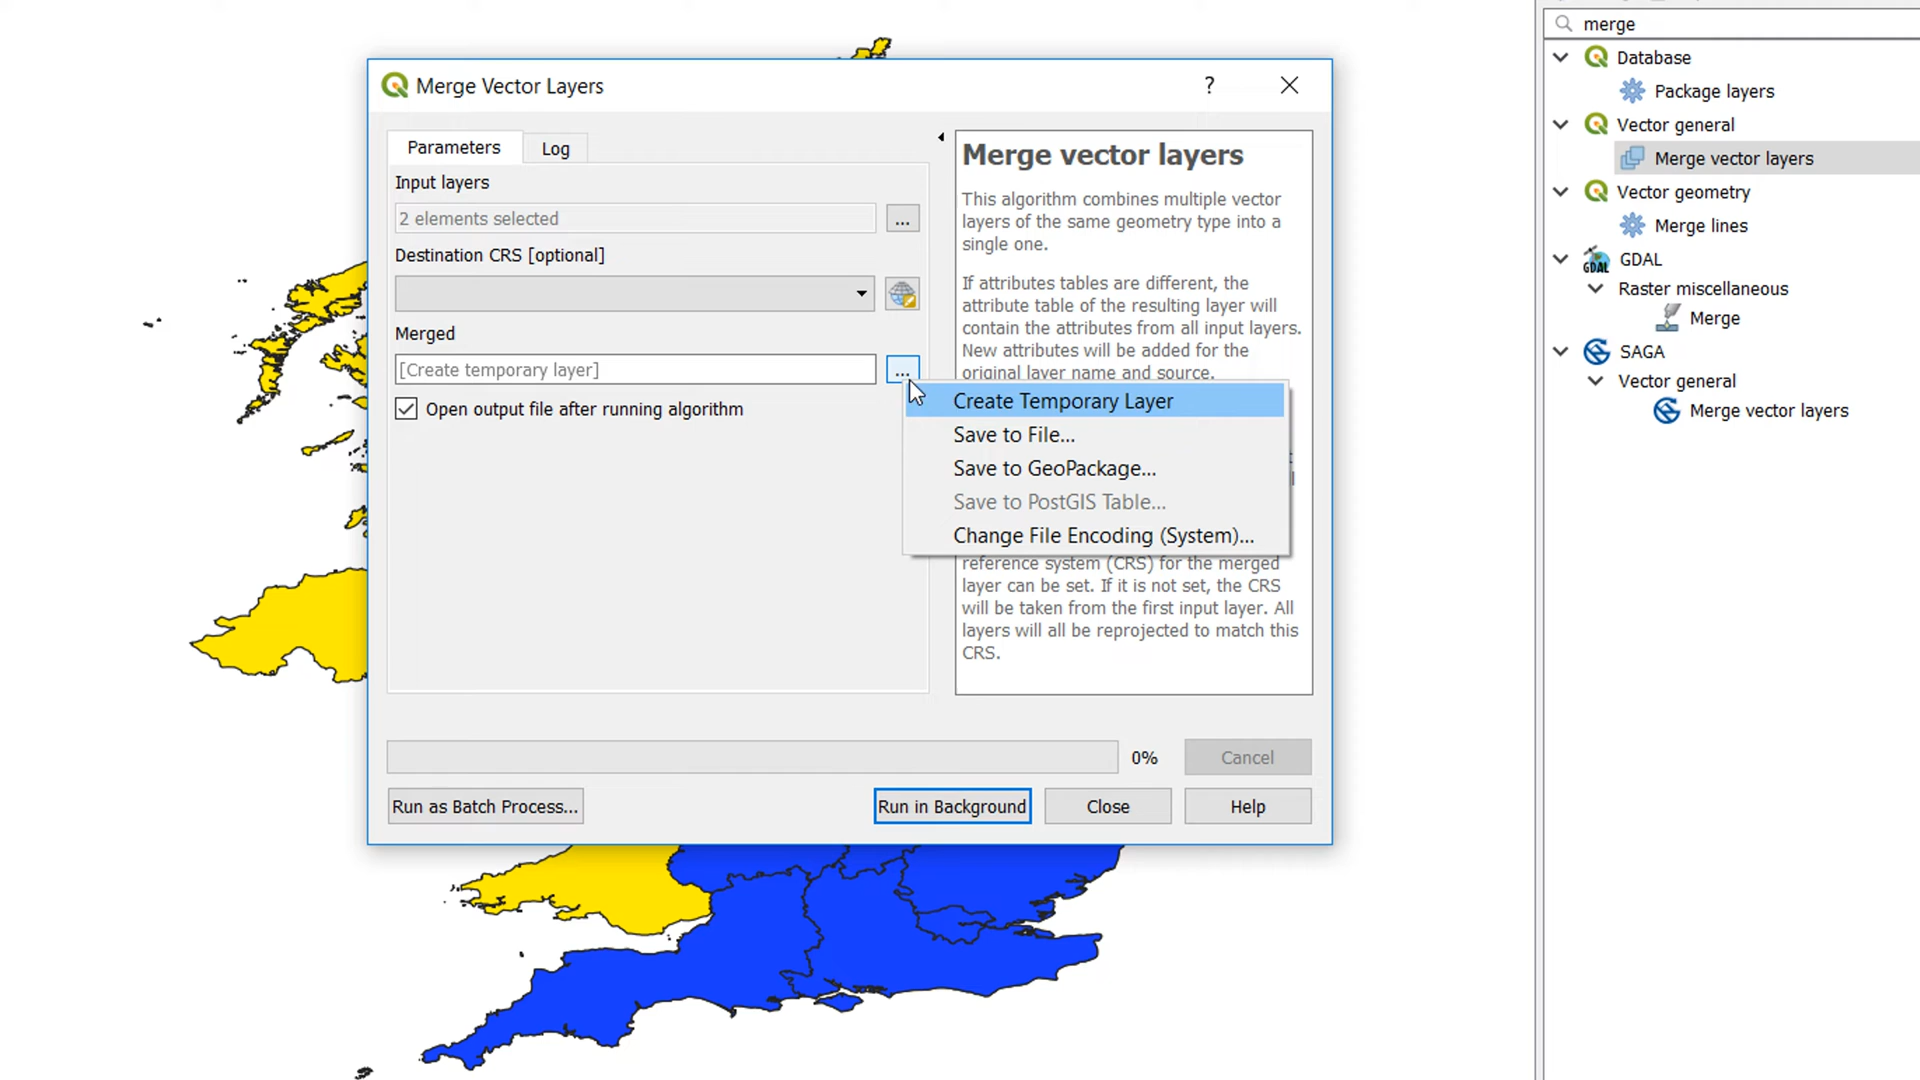 merge
Database
Package layers
Vector general
Merge vector layers
Vector geometry
Merge lines
GDAL
GDAL
Raster miscellaneous
Merge
SAGA
Vector general
Merge vector layers
Merge Vector Layers
?
Parameters
Log
Input layers
2 elements selected
...
Destination CRS [optional]
Merged
[Create temporary layer]
...
Open output file after running algorithm
Merge vector layers
This algorithm combines multiple vector
layers of the same geometry type into a
single one.
If attributes tables are different, the
attribute table of the resulting layer will
contain the attributes from all input layers.
New attributes will be added for the
original layer name and source.
Create Temporary Layer
Save to File...
Save to GeoPackage...
Save to PostGIS Table...
Change File Encoding (System)...
reference system (CRS) for the merged
layer can be set. If it is not set, the CRS
will be taken from the first input layer. All
layers will all be reprojected to match this
CRS.
0%
Cancel
Run as Batch Process...
Run in Background
Close
Help